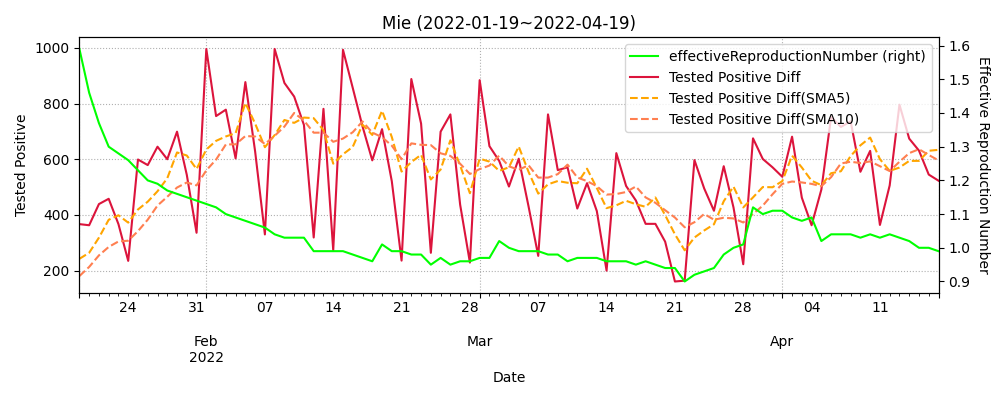 Mie (2022-01-19~2022-04-19)
effectiveReproductionNumber (right)
Tested Positive Diff
Tested Positive Diff(SMA5)
Tested Positive Diff(SMA10)
Tested Positive
1000
800
600
400
200
Effective Reproduction Number
1.6
1.5
1.4
1.3
1.2
1.1
1.0
0.9
24 31 07 14 21 28 07 14 21 28 04 11
Feb Mar Apr
2022
Date